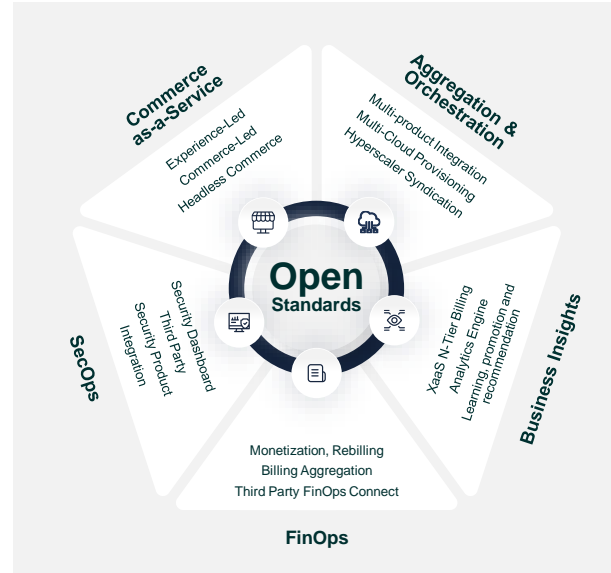 Commerce
as-a-Service
Experience-Led
Commerce-Led
Headless Commerce
Aggregation &
Orchestration
Multi-product Integration
Multi-Cloud Provisioning
Hyperscaler Syndication
Open
Standards
SecOps
Security Dashboard
Third Party
Security Product
Integration
XaaS N-Tier Billing
Analytics Engine
Learning, promotion and
recommendation
Business Insights
Monetization, Rebilling
Billing Aggregation
Third Party FinOps Connect
FinOps